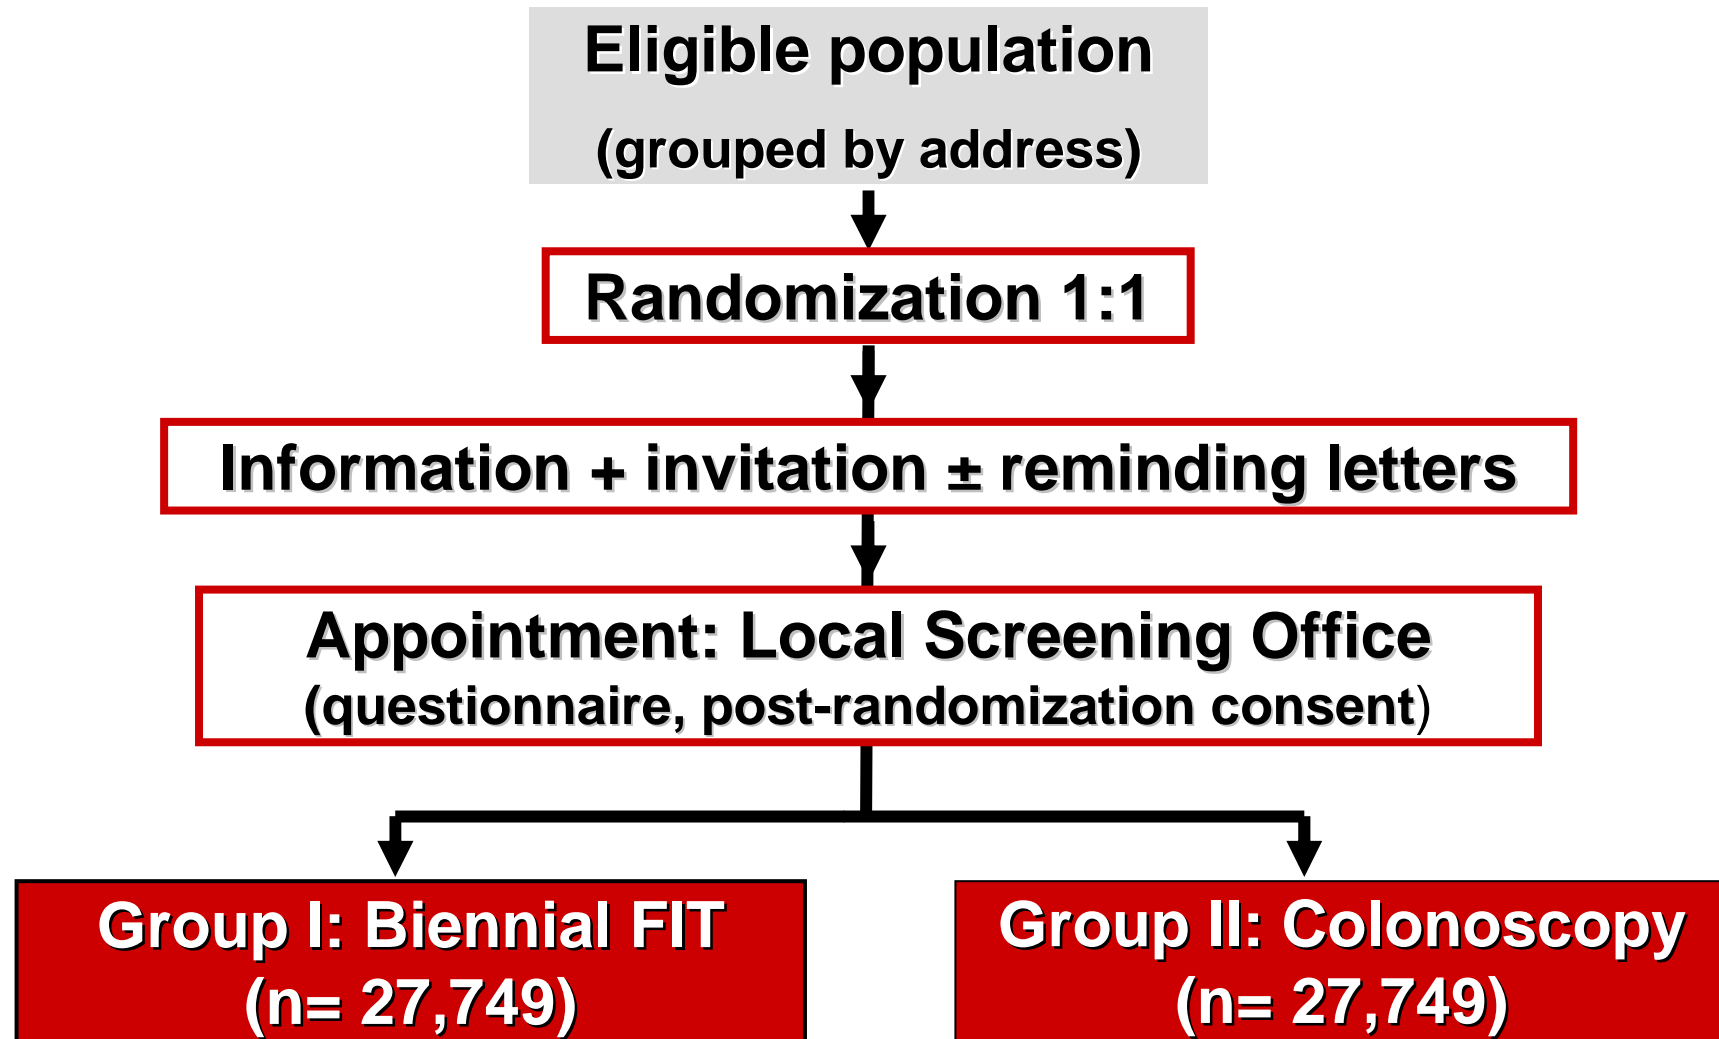 Eligible population
(grouped by address)
Randomization 1:1
Information + invitation ± reminding letters
Appointment: Local Screening Office
(questionnaire, post-randomization consent)
Group I: Biennial FIT
(n= 27,749)
Group II: Colonoscopy
(n= 27,749)